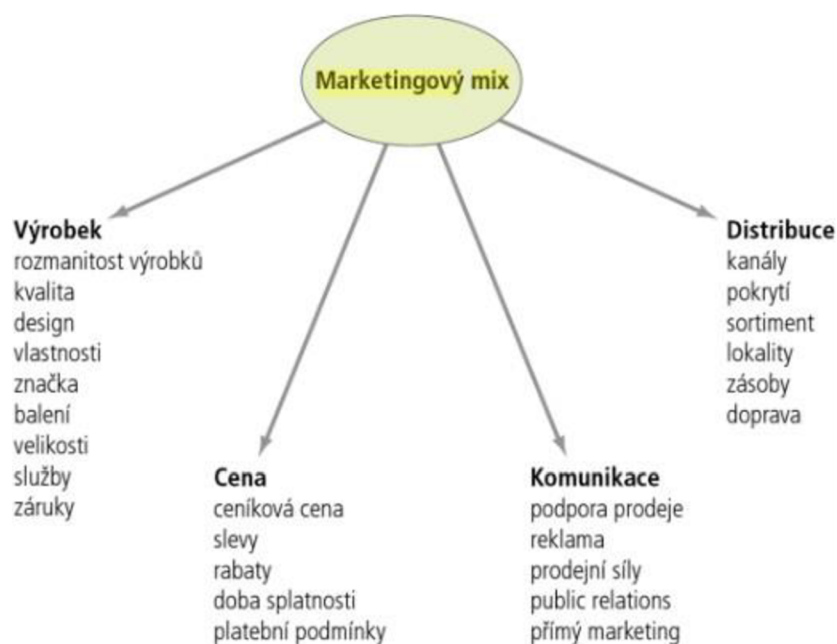 Marketingový mix
Výrobek
rozmanitost výrobků
kvalita
design
vlastnosti
značka
balení
velikosti
služby
záruky
Cena
ceníková cena
slevy
rabaty
doba splatnosti
platební podmínky
Komunikace
podpora prodeje
reklama
prodejní síly
public relations
přímý marketing
Distribuce
kanály
pokrytí
sortiment
lokality
zásoby
doprava